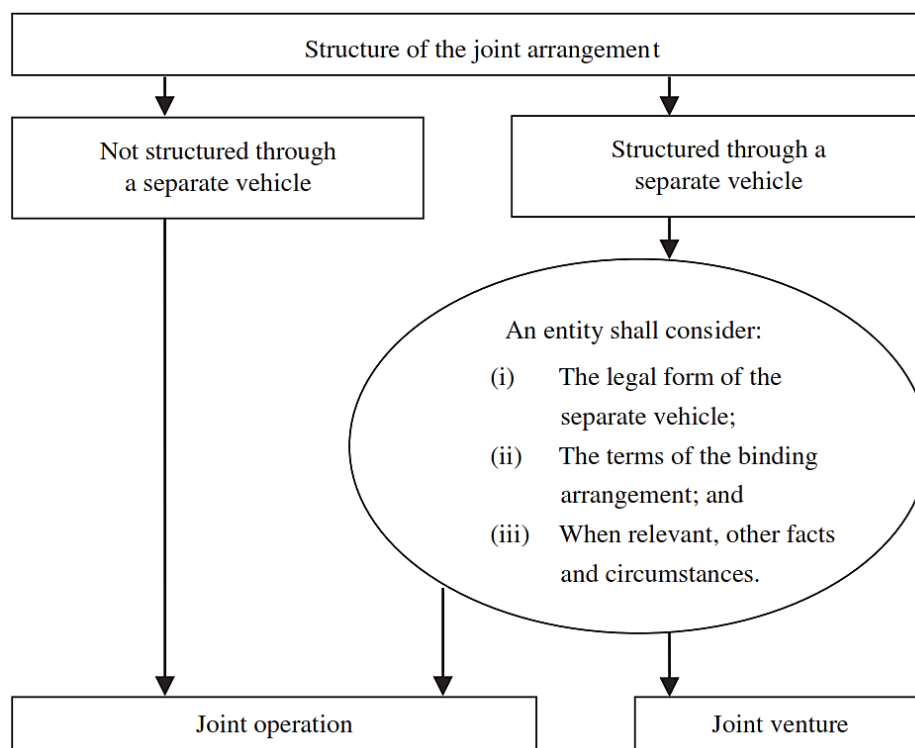 Structure of the joint arrangement
Not structured through
a separate vehicle
Structured through a
separate vehicle
An entity shall consider:
(i) The legal form of the
separate vehicle;
(ii) The terms of the binding
arrangement; and
(iii) When relevant, other facts
and circumstances.
Joint operation
Joint venture